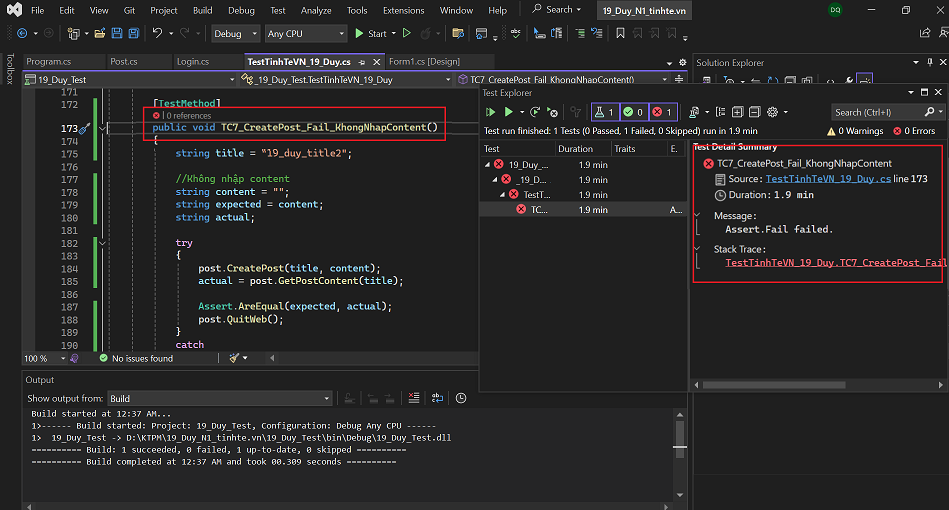 File Edit View Git Project Build Debug Test Analyze Tools Extensions Window Help Search 19_Duy_N1_tinhte.vn DQ
Debug Any CPU Start
Toolbox
Program.cs Post.cs Login.cs TestTinhTeVN_19_Duy.cs Form1.cs [Design]
19_Duy_Test _19_Duy_Test.TestTinhTeVN_19_Duy TC7_CreatePost_Fail_KhongNhapContent()
171
172 [TestMethod]
0 references
173 public void TC7_CreatePost_Fail_KhongNhapContent()
174 {
175 string title = "19_duy_title2";
176
177 //Không nhập content
178 string content = "";
179 string expected = content;
180 string actual;
181
182 try
183 {
184 post.CreatePost(title, content);
185 actual = post.GetPostContent(title);
186
187 Assert.AreEqual(expected, actual);
188 post.QuitWeb();
189 }
190 catch
100 % No issues found
Output
Show output from: Build
Build started at 12:37 AM...
1>------ Build started: Project: 19_Duy_Test, Configuration: Debug Any CPU ------
1> 19_Duy_Test -> D:\KTPM\19_Duy_N1_tinhte.vn\19_Duy_Test\bin\Debug\19_Duy_Test.dll
========== Build: 1 succeeded, 0 failed, 1 up-to-date, 0 skipped ==========
========== Build completed at 12:37 AM and took 00.309 seconds ==========
Solution Explorer
Test Explorer
1 0 1
Search (Ctrl+I)
Test run finished: 1 Tests (0 Passed, 1 Failed, 0 Skipped) run in 1.9 min
0 Warnings 0 Errors
Test Duration Traits E.
19_Duy_... 1.9 min
_19_D... 1.9 min
TestT... 1.9 min
TC... 1.9 min A...
Test Detail Summary
TC7_CreatePost_Fail_KhongNhapContent
Source: TestTinhTeVN_19_Duy.cs line 173
Duration: 1.9 min
Message:
Assert.Fail failed.
Stack Trace:
TestTinhTeVN_19_Duy.TC7_CreatePost_Fail